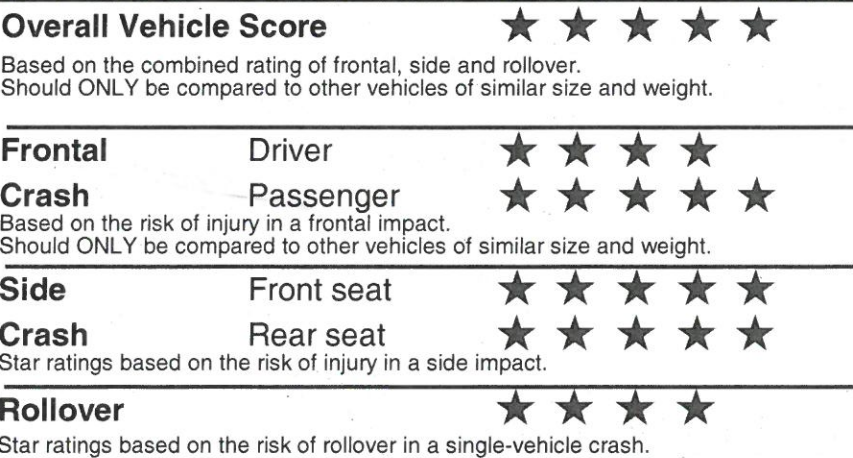 Overall Vehicle Score ★ ★ ★ ★ ★
Based on the combined rating of frontal, side and rollover.
Should ONLY be compared to other vehicles of similar size and weight.
Frontal Driver ★ ★ ★ ★
Crash Passenger ★ ★ ★ ★ ★
Based on the risk of injury in a frontal impact.
Should ONLY be compared to other vehicles of similar size and weight.
Side Front seat ★ ★ ★ ★ ★
Crash Rear seat ★ ★ ★ ★ ★
Star ratings based on the risk of injury in a side impact.
Rollover ★ ★ ★ ★
Star ratings based on the risk of rollover in a single-vehicle crash.